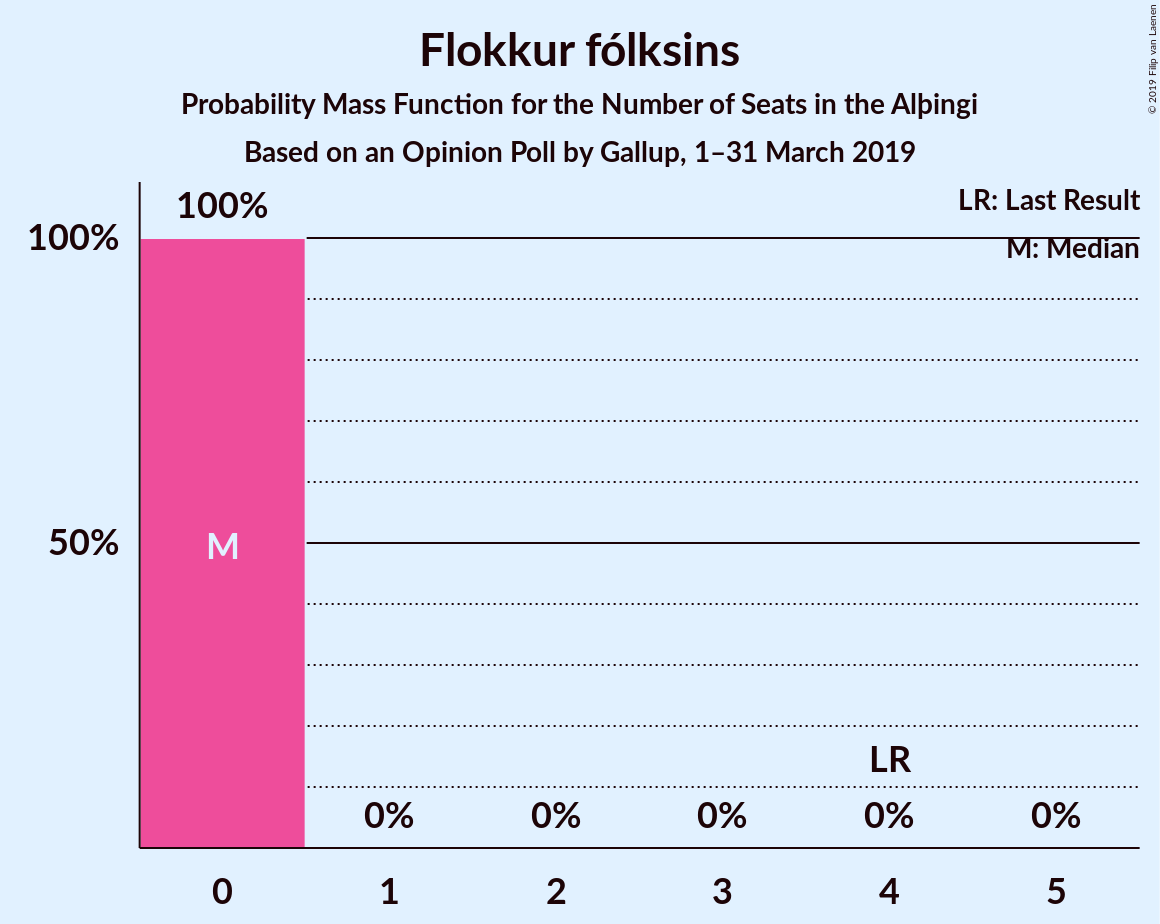 Flokkur fólksins
Probability Mass Function for the Number of Seats in the Alþingi
Based on an Opinion Poll by Gallup, 1–31 March 2019
© 2019 Filip van Laenen
LR: Last Result
M: Median
100%
100%
50%
M
LR
0% 0% 0% 0% 0%
0 1 2 3 4 5